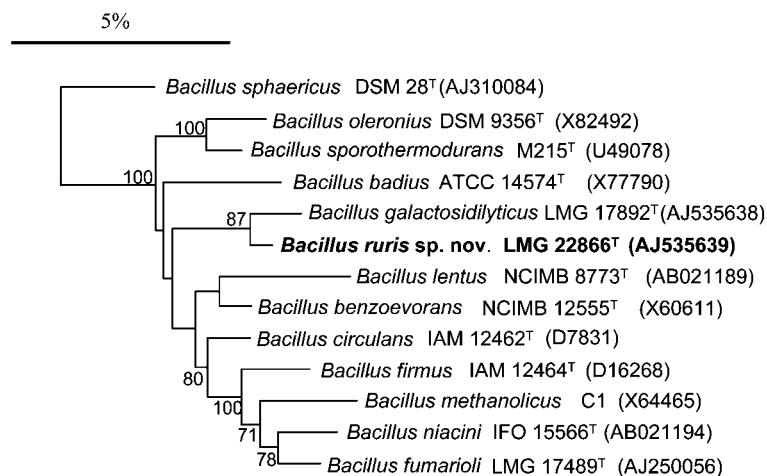 5%
Bacillus sphaericus DSM 28ᵀ(AJ310084)
100 Bacillus oleronius DSM 9356ᵀ (X82492)
Bacillus sporothermodurans M215ᵀ (U49078)
100
Bacillus badius ATCC 14574ᵀ (X77790)
87 Bacillus galactosidilyticus LMG 17892ᵀ(AJ535638)
Bacillus ruris sp. nov. LMG 22866ᵀ (AJ535639)
Bacillus lentus NCIMB 8773ᵀ (AB021189)
Bacillus benzoevorans NCIMB 12555ᵀ (X60611)
Bacillus circulans IAM 12462ᵀ (D7831)
80 Bacillus firmus IAM 12464ᵀ (D16268)
100 Bacillus methanolicus C1 (X64465)
71 Bacillus niacini IFO 15566ᵀ (AB021194)
78 Bacillus fumarioli LMG 17489ᵀ (AJ250056)